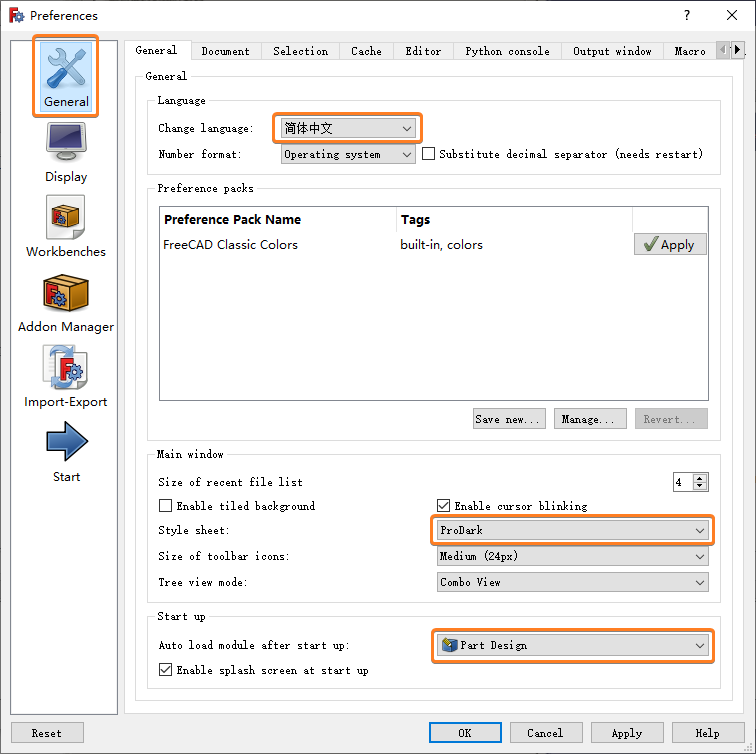 Preferences
?
General
Display
Workbenches
Addon Manager
Import-Export
Start
General Document Selection Cache Editor Python console Output window Macro
General
Language
Change language: 简体中文
Number format: Operating system Substitute decimal separator (needs restart)
Preference packs
Preference Pack Name Tags
FreeCAD Classic Colors built-in, colors Apply
Save new... Manage... Revert...
Main window
Size of recent file list 4
Enable tiled background Enable cursor blinking
Style sheet: ProDark
Size of toolbar icons: Medium (24px)
Tree view mode: Combo View
Start up
Auto load module after start up: Part Design
Enable splash screen at start up
Reset OK Cancel Apply Help